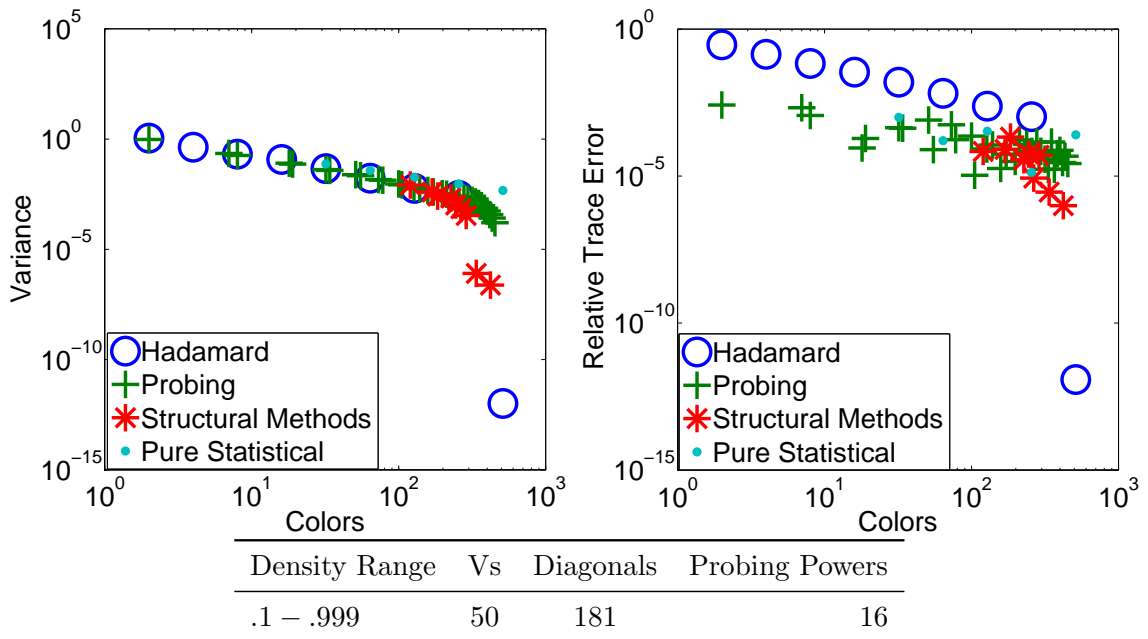 10^5
10^0
10^-5
10^-10
10^-15
Variance
Hadamard
Probing
Structural Methods
Pure Statistical
10^0 10^1 10^2 10^3
Colors
10^0
10^-5
10^-10
10^-15
Relative Trace Error
Hadamard
Probing
Structural Methods
Pure Statistical
10^0 10^1 10^2 10^3
Colors
Density Range Vs Diagonals Probing Powers
.1 − .999 50 181 16